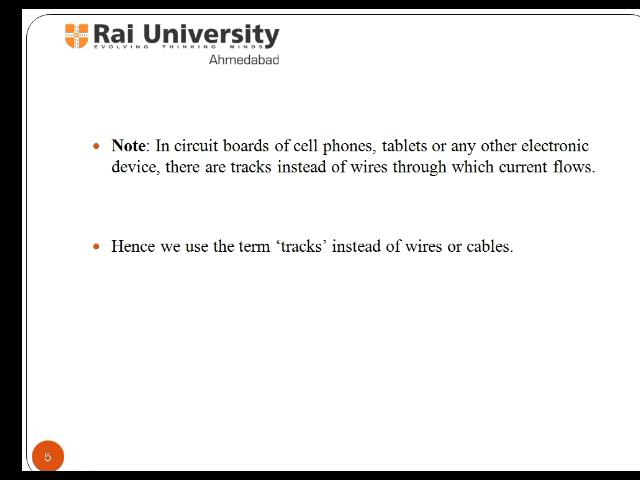 Rai University
EVOLVING THINKING MINDS
Ahmedabad
• Note: In circuit boards of cell phones, tablets or any other electronic
device, there are tracks instead of wires through which current flows.
• Hence we use the term ‘tracks’ instead of wires or cables.
5